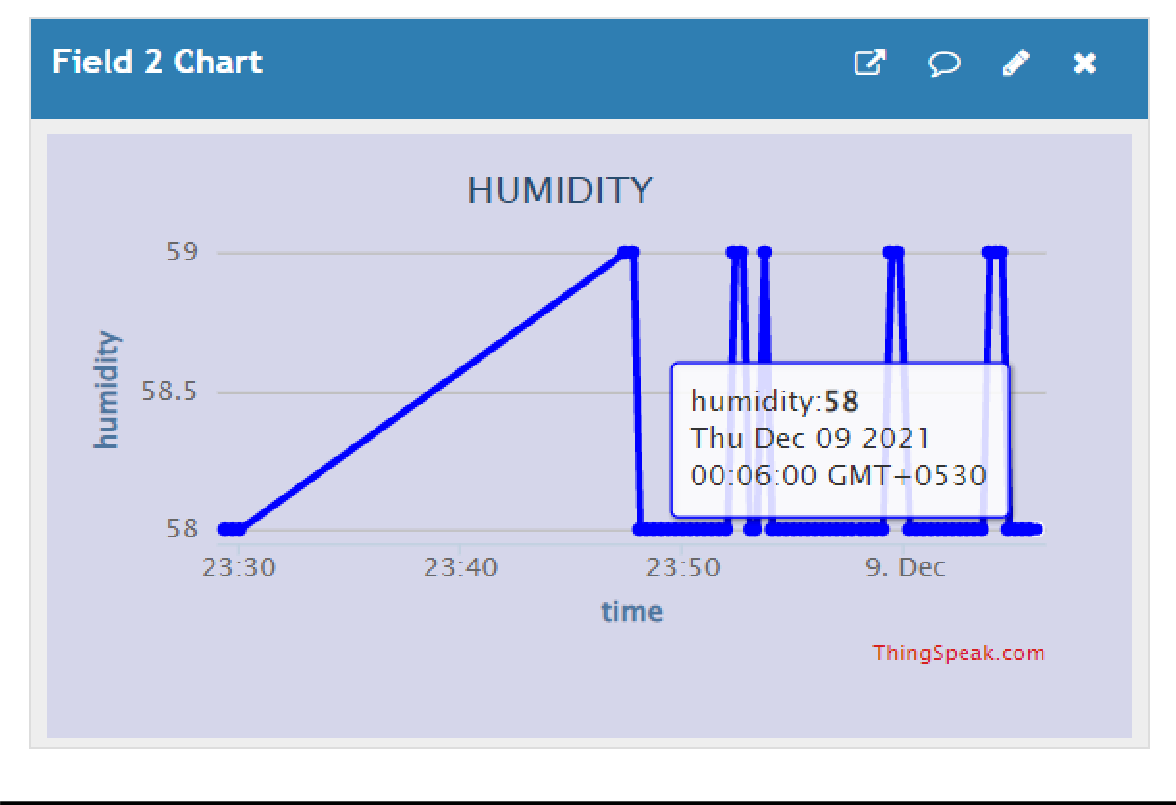 Field 2 Chart
HUMIDITY
59
58.5
58
humidity
humidity:58
Thu Dec 09 2021
00:06:00 GMT+0530
23:30
23:40
23:50
9. Dec
time
ThingSpeak.com